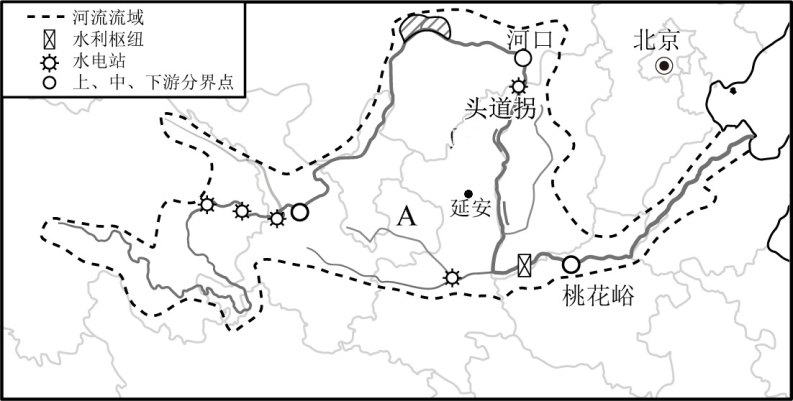 河流流域
水利枢纽
水电站
上、中、下游分界点
河口
北京
头道拐
延安
A
桃花峪